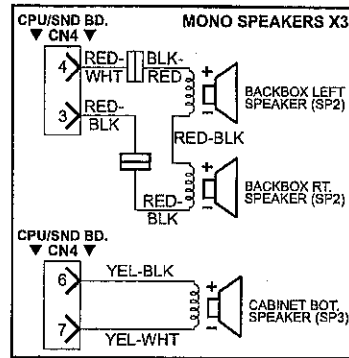 CPU/SND BD.
▼ CN4 ▼
MONO SPEAKERS X3
4
RED-
WHT
BLK-
RED
+
-
BACKBOX LEFT
SPEAKER (SP2)
3
RED-
BLK
RED-BLK
+
-
BACKBOX RT.
SPEAKER (SP2)
RED-
BLK
CPU/SND BD.
▼ CN4 ▼
6
YEL-BLK
+
-
CABINET BOT.
SPEAKER (SP3)
7
YEL-WHT